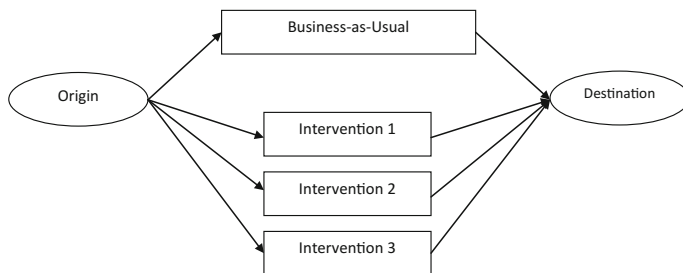 Business-as-Usual
Origin
Destination
Intervention 1
Intervention 2
Intervention 3